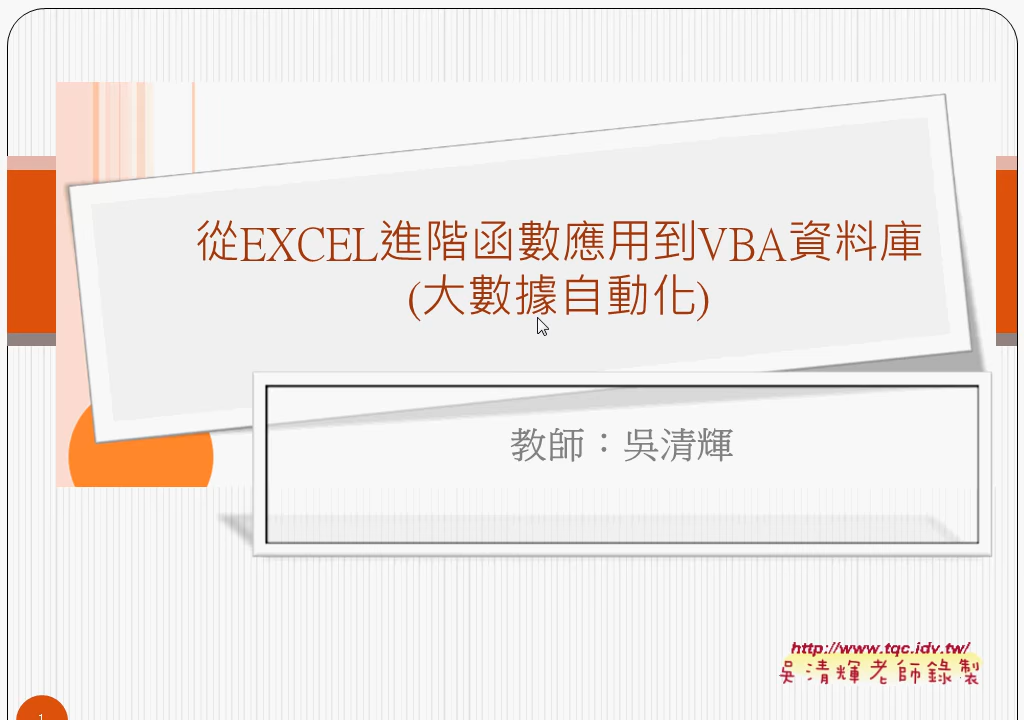 從EXCEL進階函數應用到VBA資料庫
(大數據自動化)
教師：吳清輝
http://www.tqc.idv.tw/
吳清輝老師錄製
1